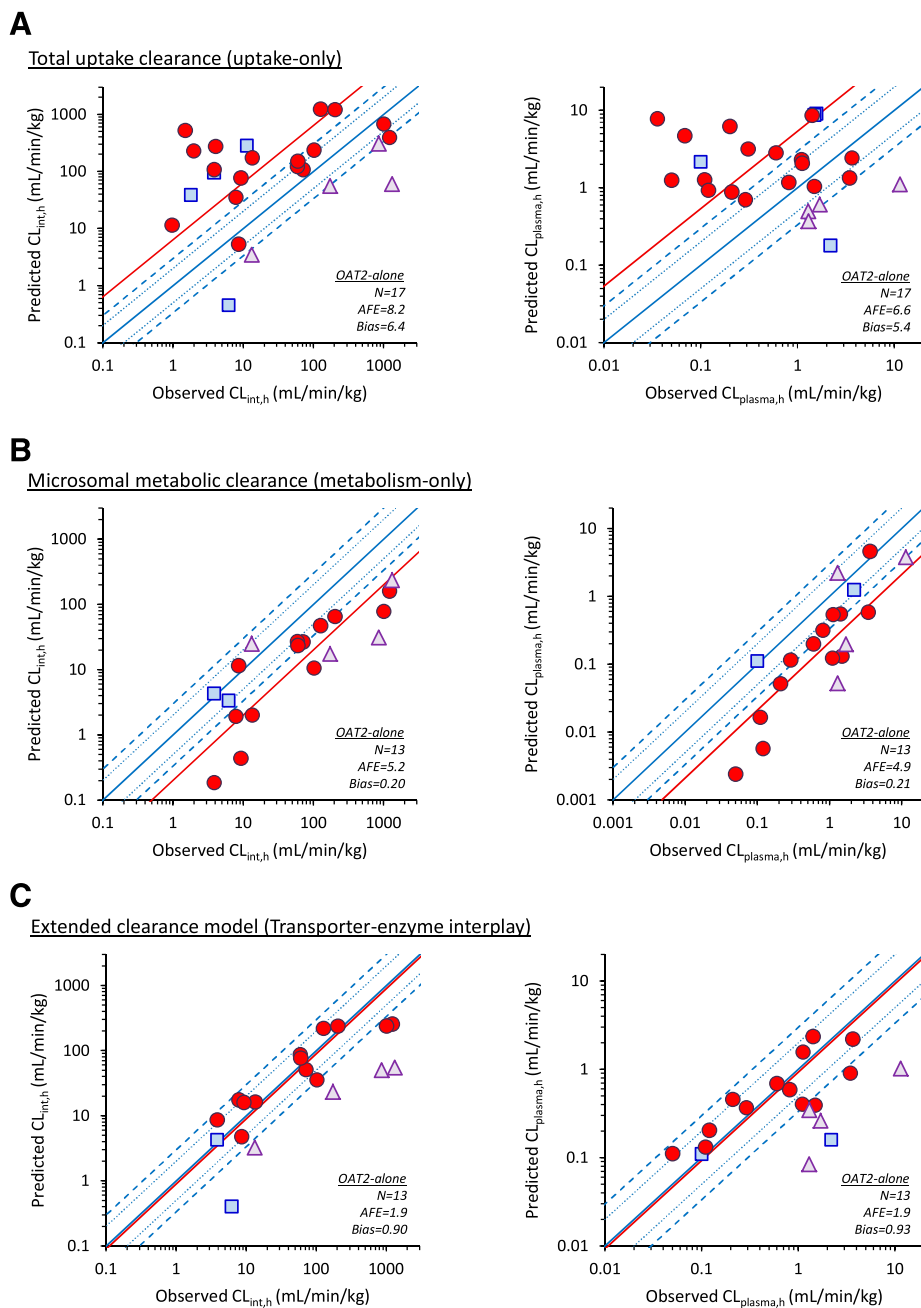 A
Total uptake clearance (uptake-only)
Predicted CLint,h (mL/min/kg)
1000
100
10
1
0.1
0.1 1 10 100 1000
Observed CLint,h (mL/min/kg)
OAT2-alone
N=17
AFE=8.2
Bias=6.4
Predicted CLplasma,h (mL/min/kg)
10
1
0.1
0.01
0.01 0.1 1 10
Observed CLplasma,h (mL/min/kg)
OAT2-alone
N=17
AFE=6.6
Bias=5.4
B
Microsomal metabolic clearance (metabolism-only)
Predicted CLint,h (mL/min/kg)
1000
100
10
1
0.1
0.1 1 10 100 1000
Observed CLint,h (mL/min/kg)
OAT2-alone
N=13
AFE=5.2
Bias=0.20
Predicted CLplasma,h (mL/min/kg)
10
1
0.1
0.01
0.001
0.001 0.01 0.1 1 10
Observed CLplasma,h (mL/min/kg)
OAT2-alone
N=13
AFE=4.9
Bias=0.21
C
Extended clearance model (Transporter-enzyme interplay)
Predicted CLint,h (mL/min/kg)
1000
100
10
1
0.1
0.1 1 10 100 1000
Observed CLint,h (mL/min/kg)
OAT2-alone
N=13
AFE=1.9
Bias=0.90
Predicted CLplasma,h (mL/min/kg)
10
1
0.1
0.01
0.01 0.1 1 10
Observed CLplasma,h (mL/min/kg)
OAT2-alone
N=13
AFE=1.9
Bias=0.93